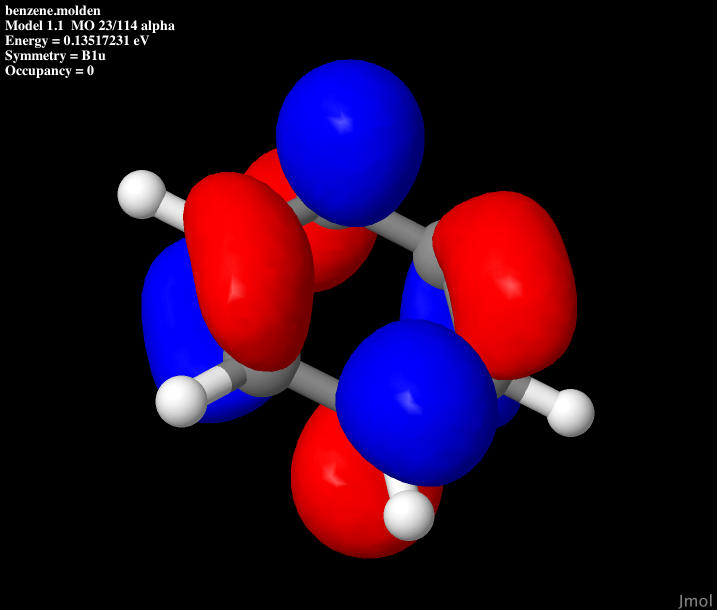 benzene.molden
Model 1.1  MO 23/114 alpha
Energy = 0.13517231 eV
Symmetry = B1u
Occupancy = 0
Jmol